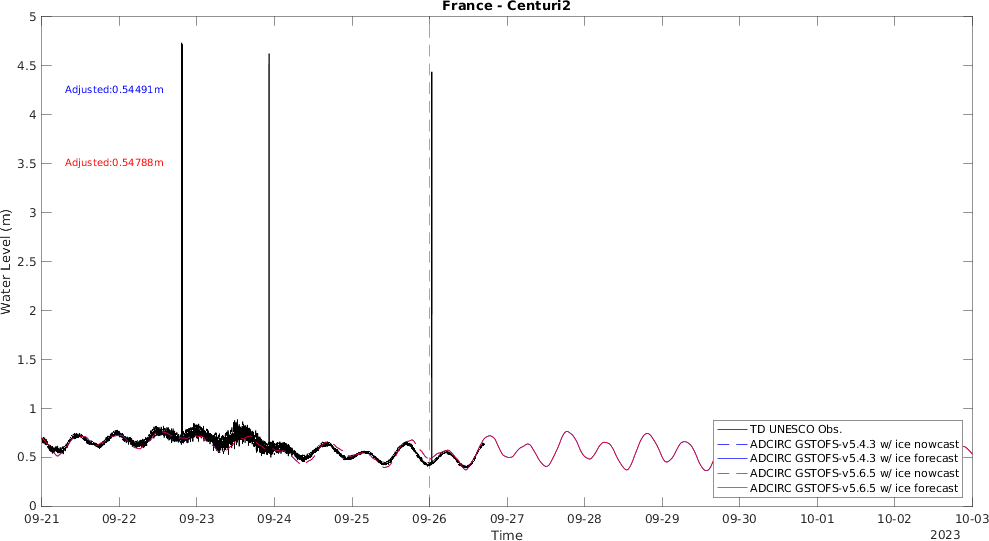 France - Centuri2
5
4.5
4
3.5
3
2.5
2
1.5
1
0.5
0
Water Level (m)
Adjusted:0.54491m
Adjusted:0.54788m
TD UNESCO Obs.
ADCIRC GSTOFS-v5.4.3 w/ ice nowcast
ADCIRC GSTOFS-v5.4.3 w/ ice forecast
ADCIRC GSTOFS-v5.6.5 w/ ice nowcast
ADCIRC GSTOFS-v5.6.5 w/ ice forecast
09-21 09-22 09-23 09-24 09-25 09-26 09-27 09-28 09-29 09-30 10-01 10-02 10-03
Time
2023